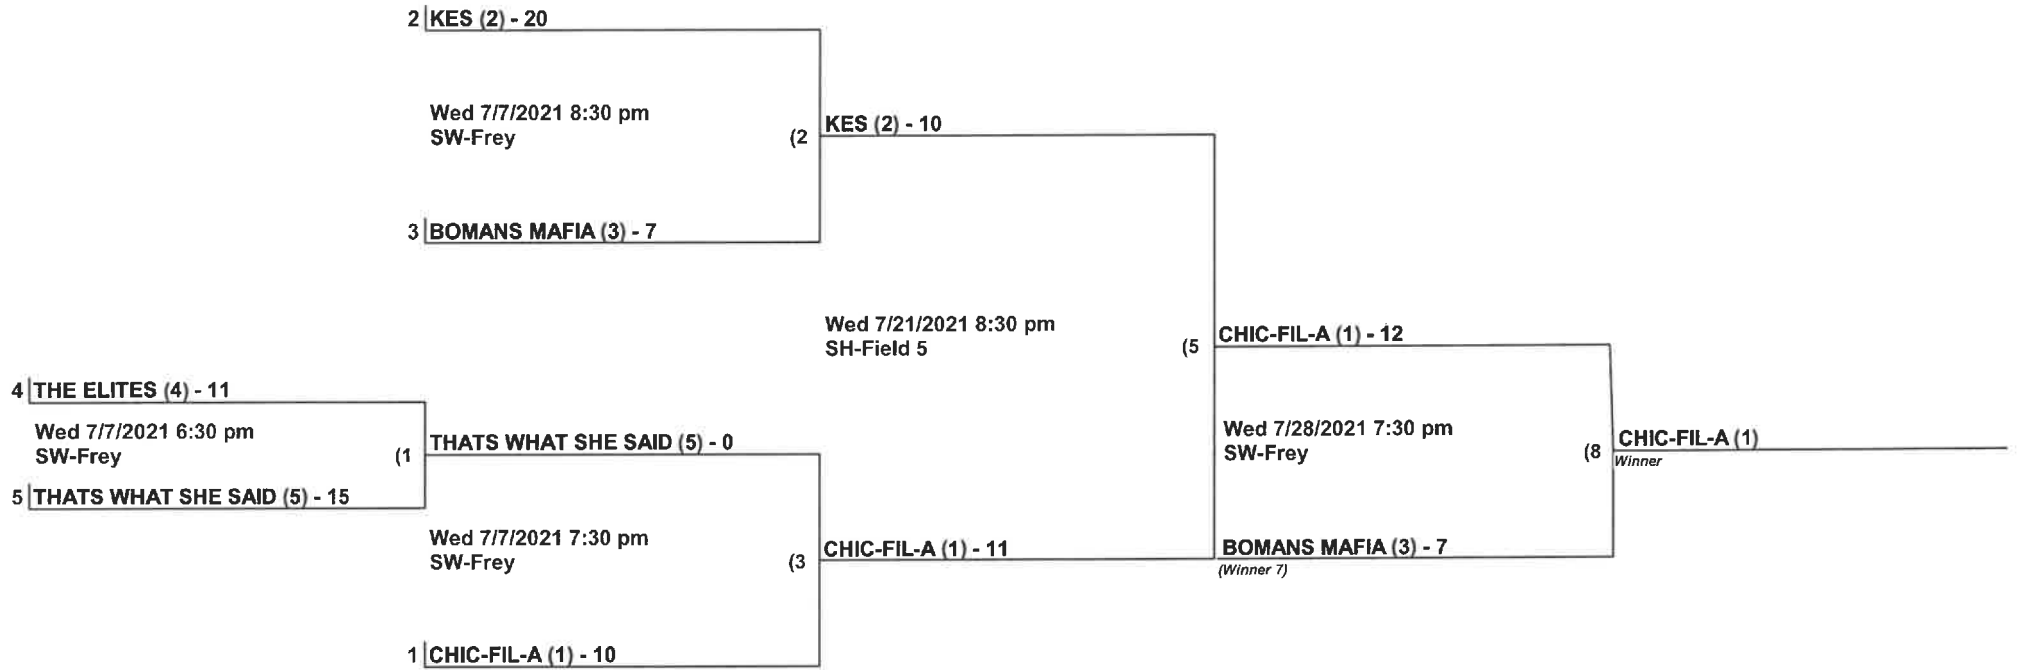 2 KES (2) - 20
Wed 7/7/2021 8:30 pm
SW-Frey
(2
KES (2) - 10
3 BOMANS MAFIA (3) - 7
Wed 7/21/2021 8:30 pm
SH-Field 5
(5
CHIC-FIL-A (1) - 12
4 THE ELITES (4) - 11
Wed 7/7/2021 6:30 pm
SW-Frey
(1
THATS WHAT SHE SAID (5) - 0
5 THATS WHAT SHE SAID (5) - 15
Wed 7/28/2021 7:30 pm
SW-Frey
(8
CHIC-FIL-A (1)
Winner
Wed 7/7/2021 7:30 pm
SW-Frey
(3
CHIC-FIL-A (1) - 11
BOMANS MAFIA (3) - 7
(Winner 7)
1 CHIC-FIL-A (1) - 10